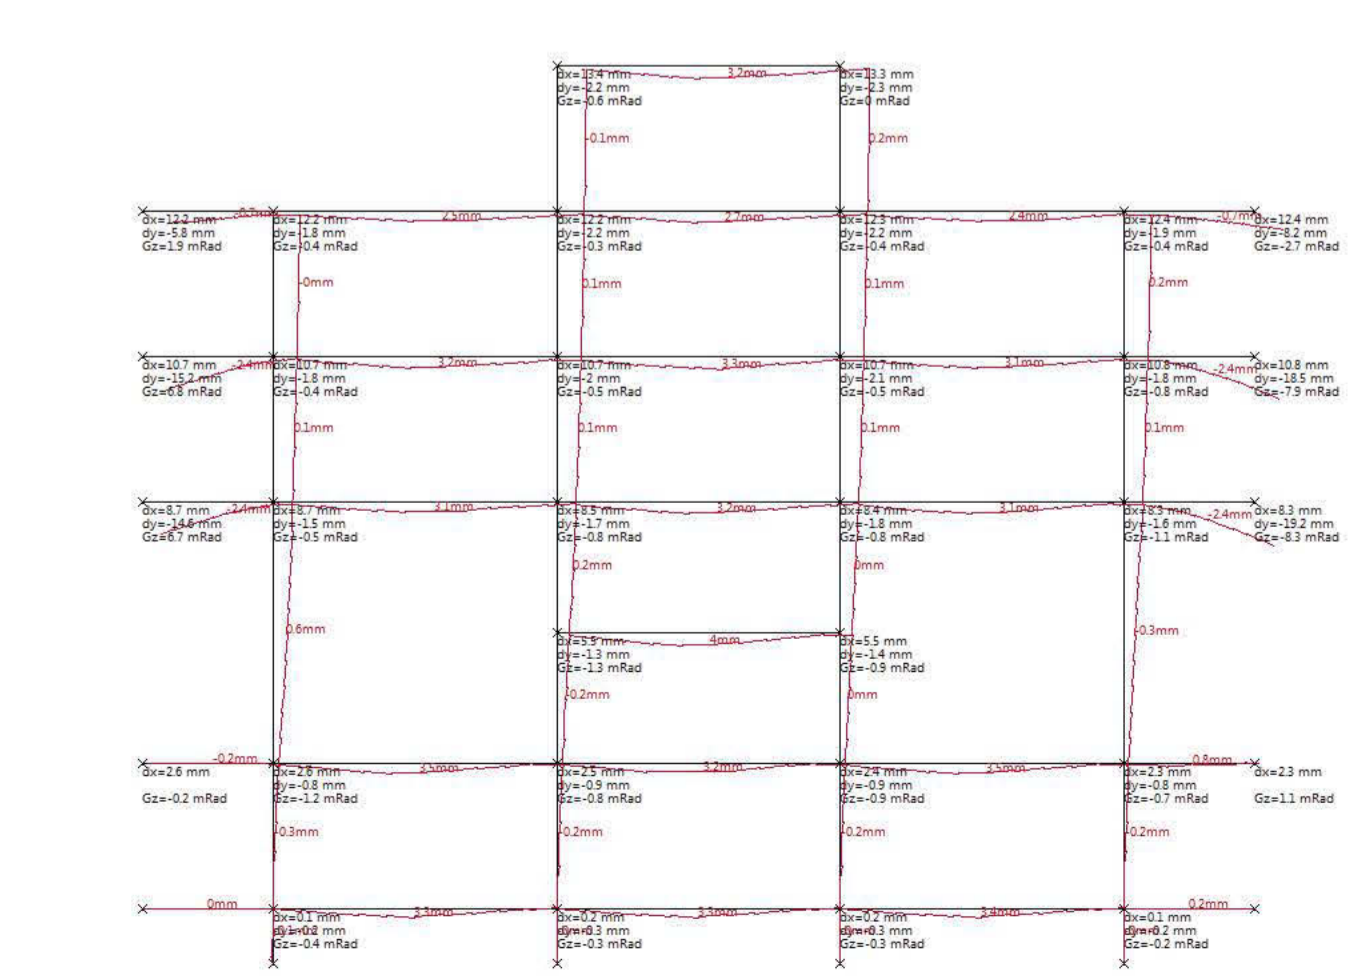 3.2mm
dx=13.4 mm dx=13.3 mm
dy=-2.2 mm dy=-2.3 mm
Gz=-0.6 mRad Gz=0 mRad
-0.1mm 0.2mm
2.5mm 2.7mm 2.4mm -0.7mm
dx=12.2 mm dx=12.2 mm dx=12.2 mm dx=12.3 mm dx=12.4 mm dx=12.4 mm
dy=-5.8 mm dy=-1.8 mm dy=-2.2 mm dy=-2.2 mm dy=-1.9 mm dy=-8.2 mm
Gz=1.9 mRad Gz=-0.4 mRad Gz=-0.3 mRad Gz=-0.4 mRad Gz=-0.4 mRad Gz=-2.7 mRad
-0mm 0.1mm 0.1mm 0.2mm
-2.4mm 3.2mm 3.3mm 3.1mm -2.4mm
dx=10.7 mm dx=10.7 mm dx=10.7 mm dx=10.7 mm dx=10.8 mm dx=10.8 mm
dy=-15.2 mm dy=-1.8 mm dy=-2 mm dy=-2.1 mm dy=-1.8 mm dy=-18.5 mm
Gz=6.8 mRad Gz=-0.4 mRad Gz=-0.5 mRad Gz=-0.5 mRad Gz=-0.8 mRad Gz=-7.9 mRad
0.1mm 0.1mm 0.1mm 0.1mm
-2.4mm 3.1mm 3.2mm 3.1mm -2.4mm
dx=8.7 mm dx=8.7 mm dx=8.5 mm dx=8.4 mm dx=8.3 mm dx=8.3 mm
dy=-14.6 mm dy=-1.5 mm dy=-1.7 mm dy=-1.8 mm dy=-1.6 mm dy=-19.2 mm
Gz=6.7 mRad Gz=-0.5 mRad Gz=-0.8 mRad Gz=-0.8 mRad Gz=-1.1 mRad Gz=-8.3 mRad
0.2mm 0mm
0.6mm -0.3mm
4mm
dx=5.5 mm dx=5.5 mm
dy=-1.3 mm dy=-1.4 mm
Gz=-1.3 mRad Gz=-0.9 mRad
-0.2mm 0mm
-0.2mm 3.5mm 3.2mm 3.5mm 0.8mm
dx=2.6 mm dx=2.6 mm dx=2.5 mm dx=2.4 mm dx=2.3 mm dx=2.3 mm
dy=-0.8 mm dy=-0.9 mm dy=-0.9 mm dy=-0.8 mm
Gz=-0.2 mRad Gz=-1.2 mRad Gz=-0.8 mRad Gz=-0.9 mRad Gz=-0.7 mRad Gz=1.1 mRad
-0.3mm -0.2mm -0.2mm -0.2mm
0mm 3.3mm 3.3mm 3.4mm 0.2mm
dx=0.1 mm dx=0.2 mm dx=0.2 mm dx=0.1 mm
Gz=-0.4 mRad Gz=-0.3 mRad Gz=-0.3 mRad Gz=-0.2 mRad